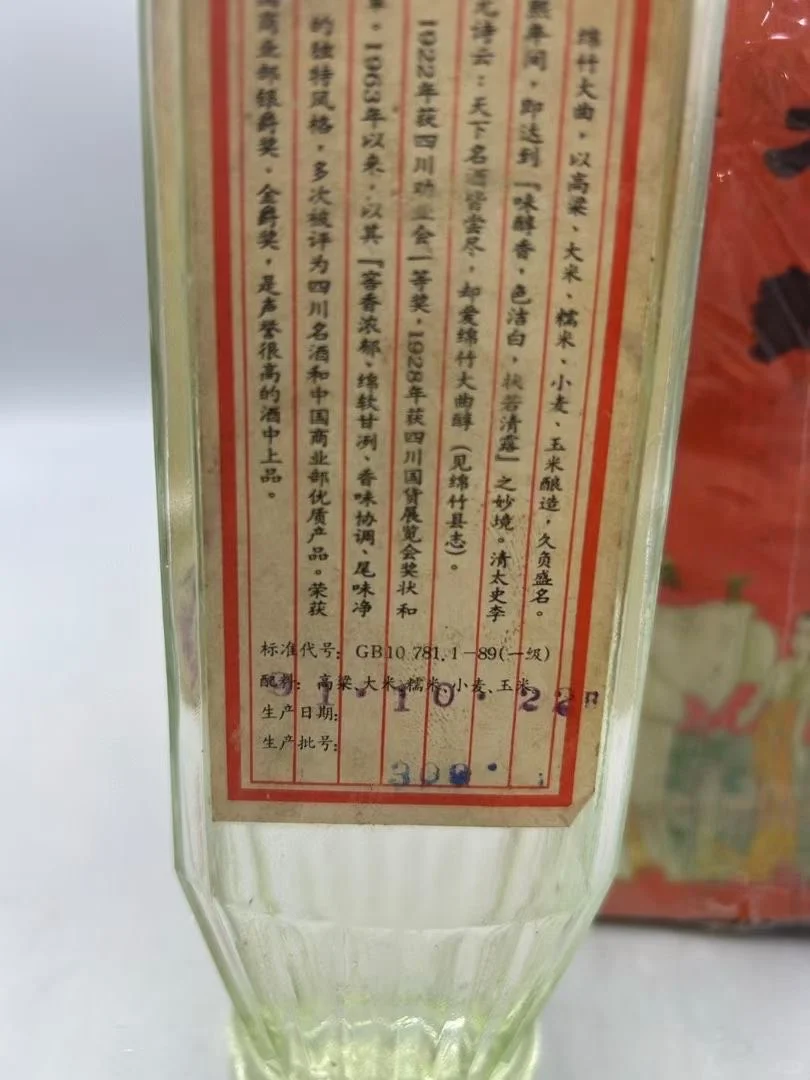 绵竹大曲，以高粱、大米、糯米、小麦、玉米酿造，久负盛名。
熙年间，即达到『味醇香，色洁白，状若清露』之妙境。清太史李
诗云：天下名酒皆尝尽，却爱绵竹大曲醇（见绵竹县志）。
1922年获四川劝业会一等奖，1928年获四川国货展览会奖状和
1963年以来，以其『窖香浓郁、绵软甘冽、香味协调、尾味净
的独特风格，多次被评为四川名酒和中国商业部优质产品。荣获
商业部银爵奖，金爵奖，是声誉很高的酒中上品。
标准代号：GB10 781.1-89(一级)
配料：高粱、大米、糯米、小麦、玉米
生产日期：91.10.22
生产批号：